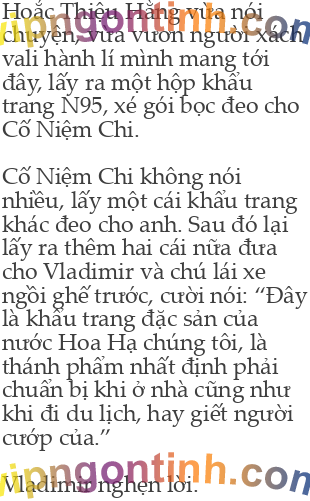 Hoắc Thiệu Hằng vừa nói
chuyện, vừa vươn người xách
vali hành lí mình mang tới
đây, lấy ra một hộp khẩu
trang N95, xé gói bọc đeo cho
Cố Niệm Chi.
Cố Niệm Chi không nói
nhiều, lấy một cái khẩu trang
khác đeo cho anh. Sau đó lại
lấy ra thêm hai cái nữa đưa
cho Vladimir và chú lái xe
ngồi ghế trước, cười nói: “Đây
là khẩu trang đặc sản của
nước Hoa Hạ chúng tôi, là
thánh phẩm nhất định phải
chuẩn bị khi ở nhà cũng như
khi đi du lịch, hay giết người
cướp của.”
Vladimir nghẹn lời.
vipngontinh.com
vipngontinh.com